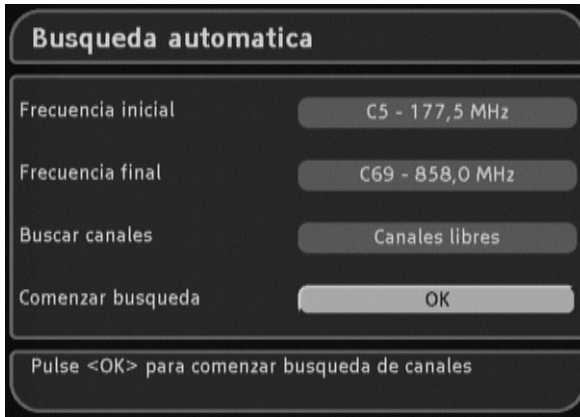 Busqueda automatica
Frecuencia inicial C5 - 177,5 MHz
Frecuencia final C69 - 858,0 MHz
Buscar canales Canales libres
Comenzar busqueda OK
Pulse <OK> para comenzar busqueda de canales